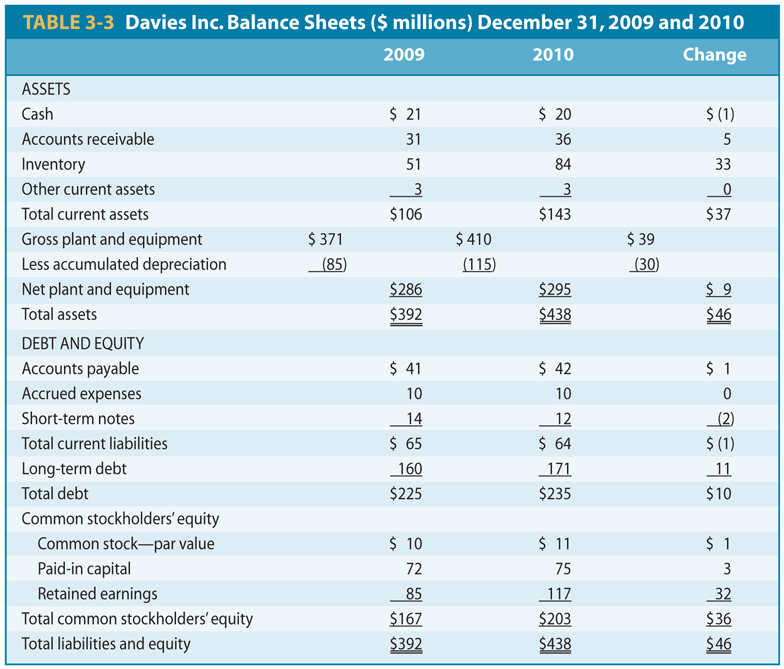 TABLE 3-3 Davies Inc. Balance Sheets ($ millions) December 31, 2009 and 2010
2009 2010 Change
ASSETS
Cash $ 21 $ 20 $ (1)
Accounts receivable 31 36 5
Inventory 51 84 33
Other current assets 3 3 0
Total current assets $106 $143 $37
Gross plant and equipment $ 371 $ 410 $ 39
Less accumulated depreciation (85) (115) (30)
Net plant and equipment $286 $295 $ 9
Total assets $392 $438 $46
DEBT AND EQUITY
Accounts payable $ 41 $ 42 $ 1
Accrued expenses 10 10 0
Short-term notes 14 12 (2)
Total current liabilities $ 65 $ 64 $ (1)
Long-term debt 160 171 11
Total debt $225 $235 $10
Common stockholders' equity
Common stock—par value $ 10 $ 11 $ 1
Paid-in capital 72 75 3
Retained earnings 85 117 32
Total common stockholders' equity $167 $203 $36
Total liabilities and equity $392 $438 $46